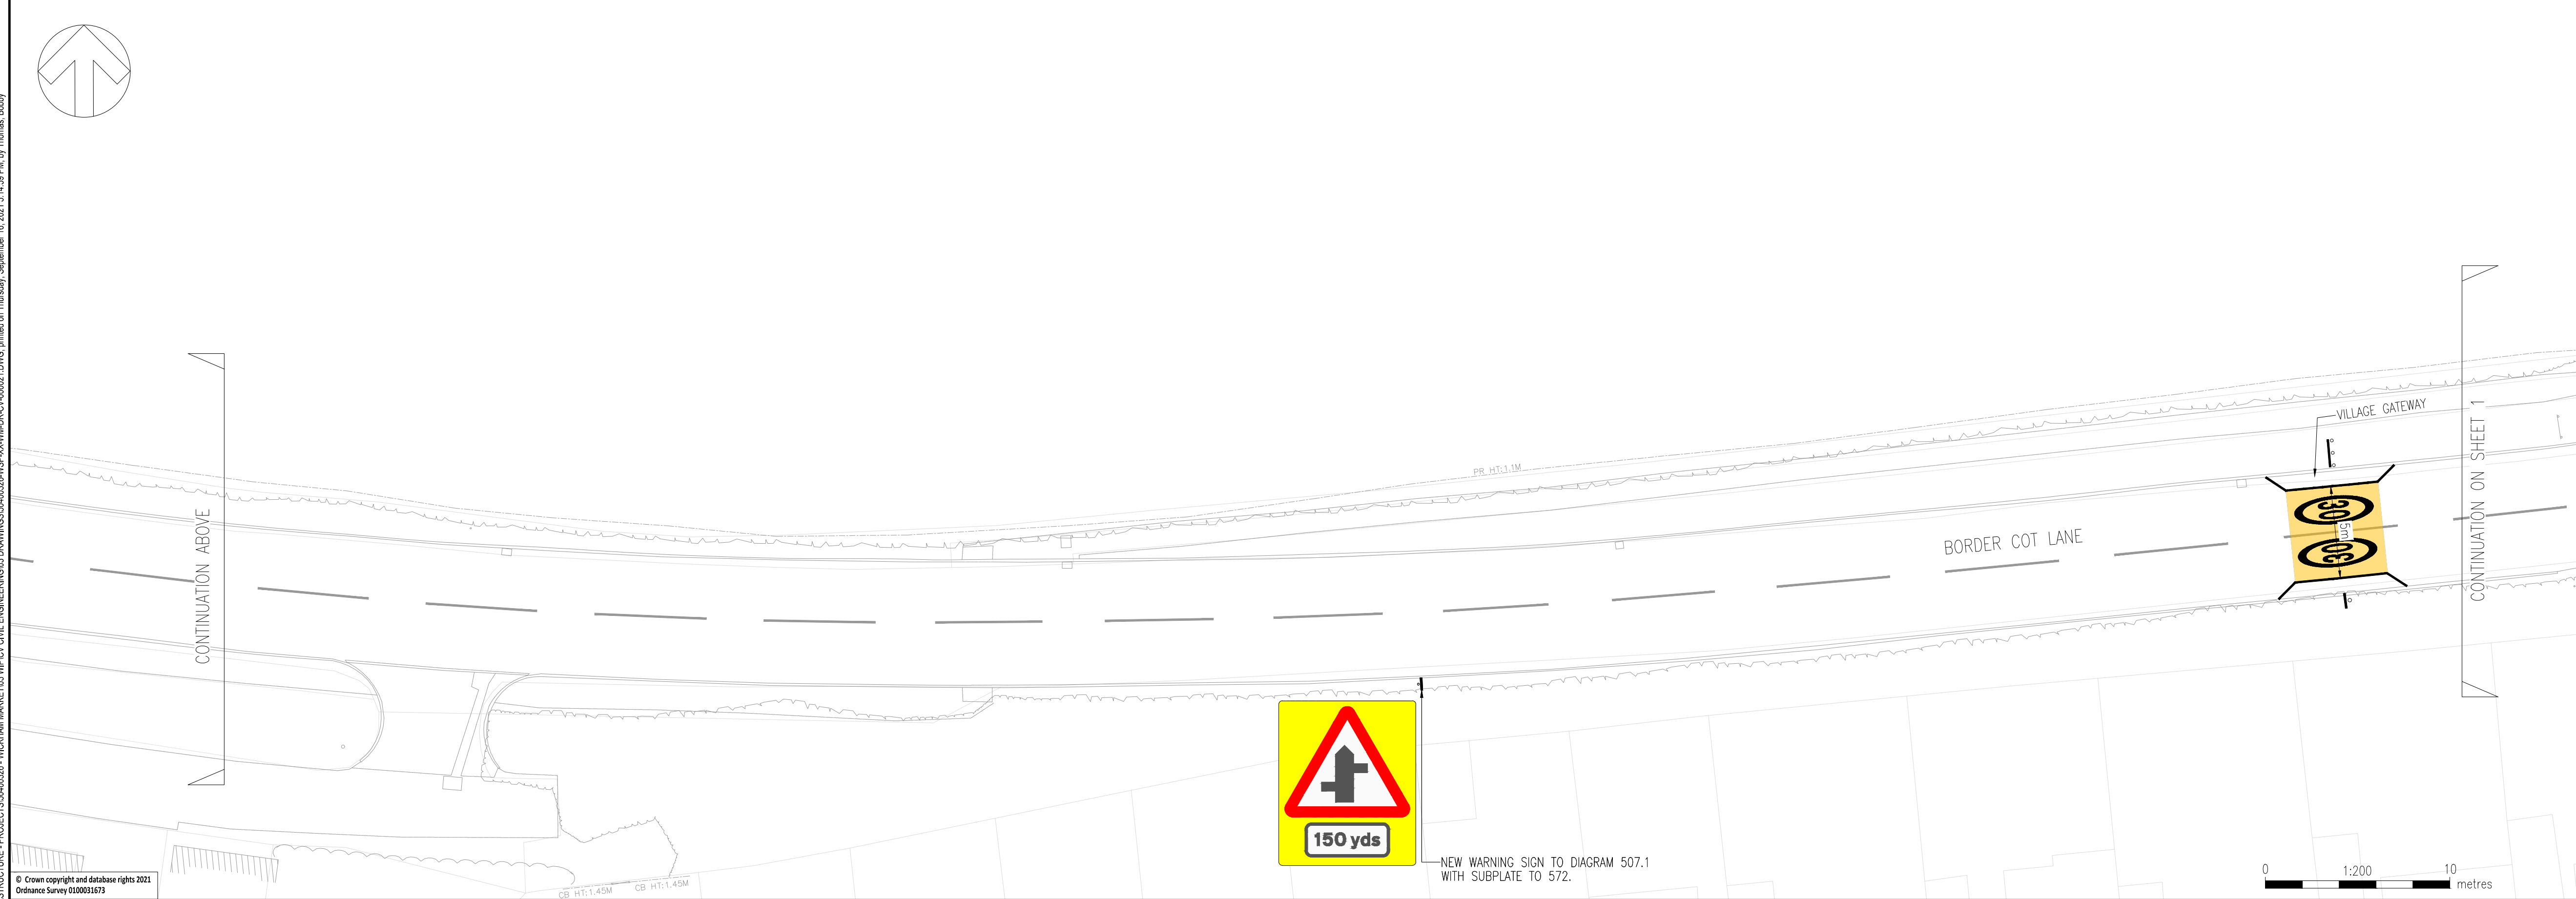 CONTINUATION ABOVE
PR HT:1.1M
BORDER COT LANE
VILLAGE GATEWAY
30
5m
30
CONTINUATION ON SHEET 1
150 yds
NEW WARNING SIGN TO DIAGRAM 507.1
WITH SUBPLATE TO 572.
CB HT:1.45M
CB HT:1.45M
© Crown copyright and database rights 2021
Ordnance Survey 0100031673
0
1:200
10
metres